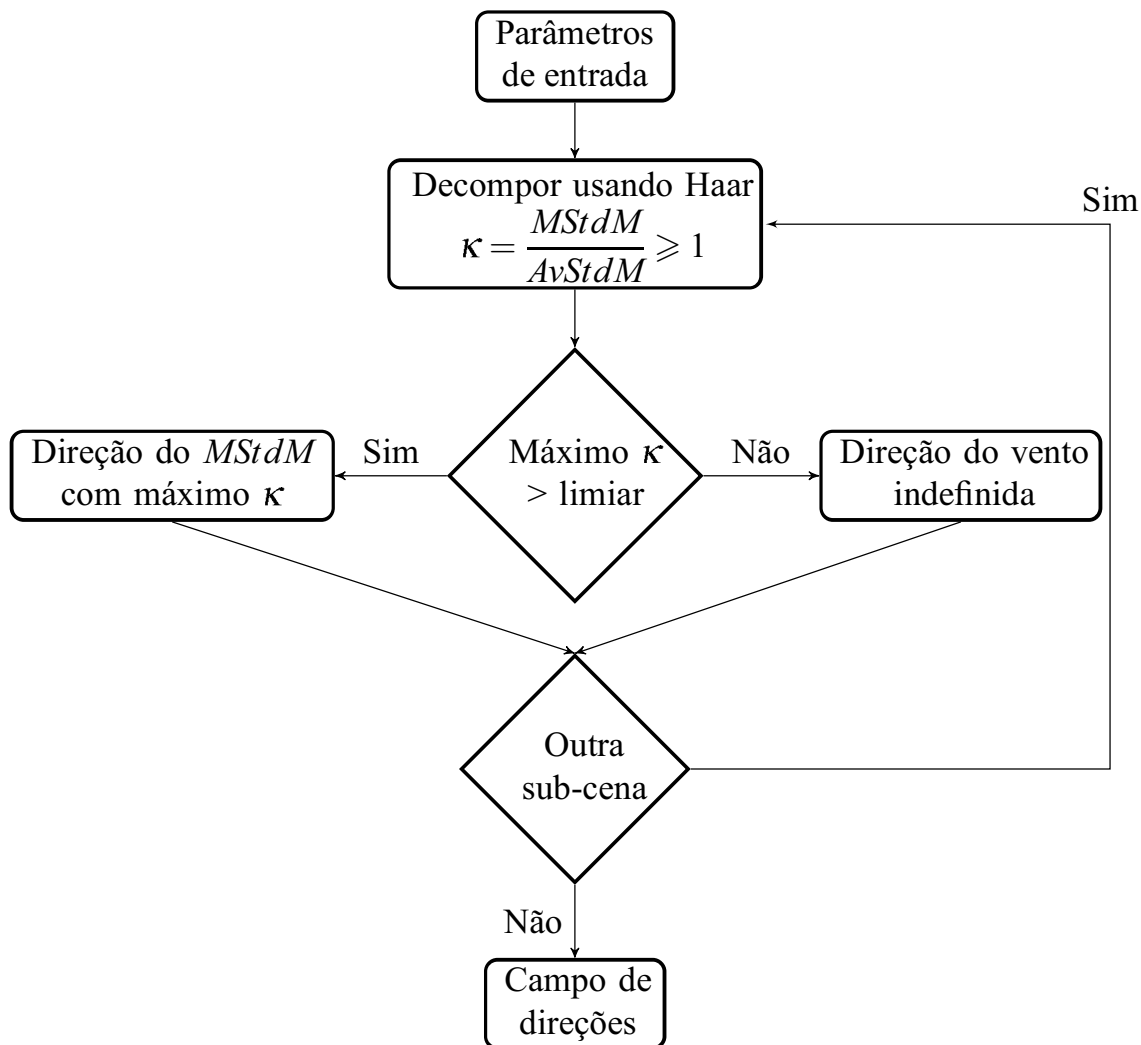 Parâmetros
de entrada
Decompor usando Haar
κ = MStdM / AvStdM ⩾ 1
Sim
Direção do MStdM
com máximo κ
Sim
Máximo κ
> limiar
Não
Direção do vento
indefinida
Outra
sub-cena
Não
Campo de
direções